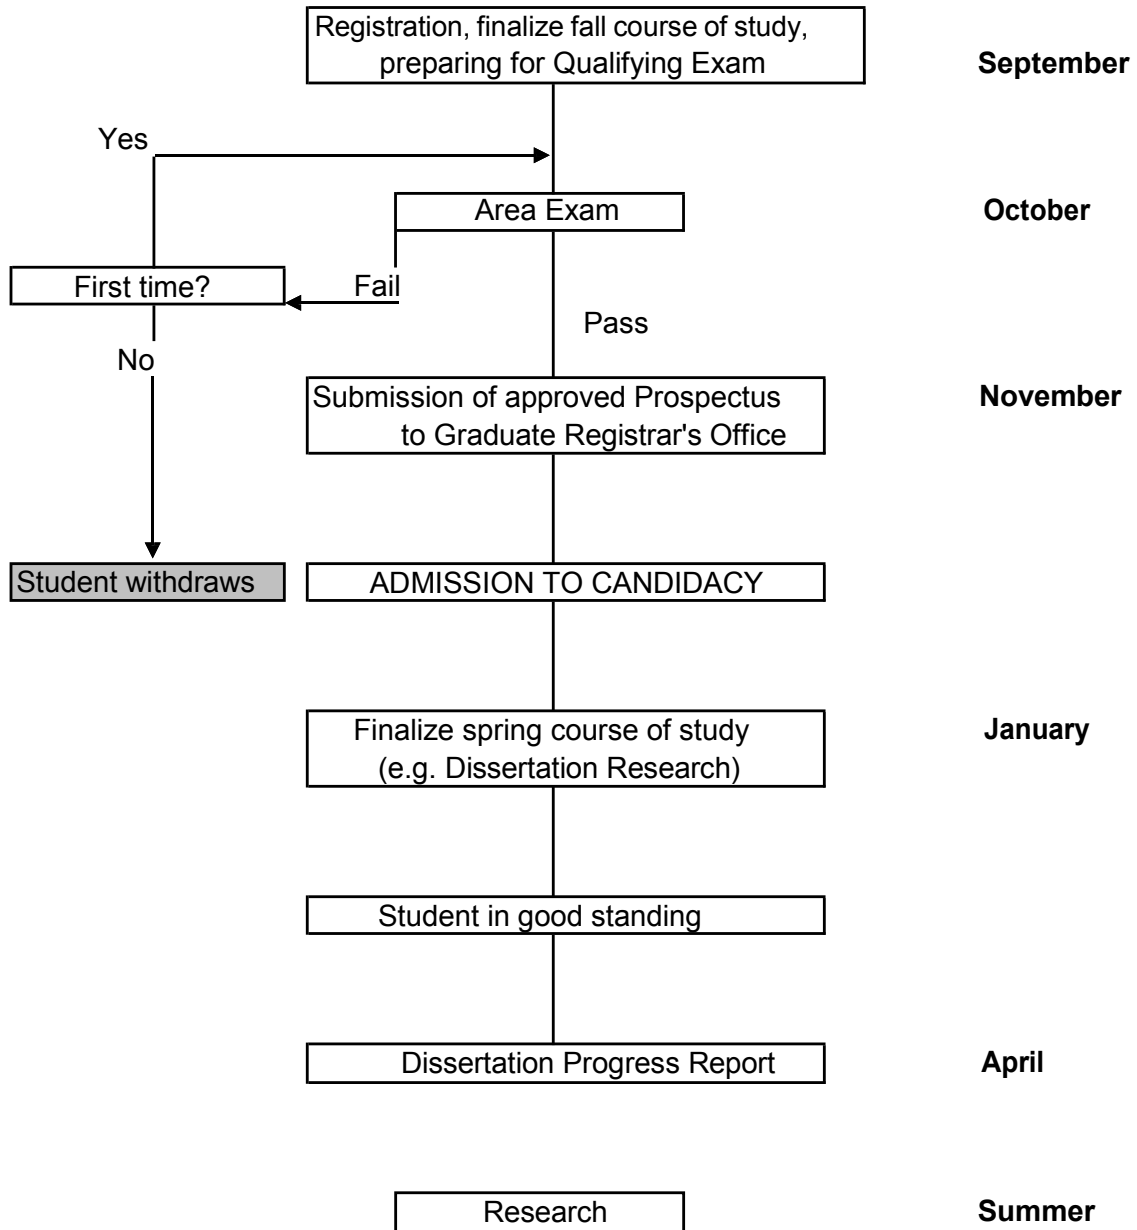 Registration, finalize fall course of study,
preparing for Qualifying Exam
September
Yes
Area Exam
October
First time?
Fail
Pass
No
Submission of approved Prospectus
to Graduate Registrar's Office
November
Student withdraws
ADMISSION TO CANDIDACY
Finalize spring course of study
(e.g. Dissertation Research)
January
Student in good standing
Dissertation Progress Report
April
Research
Summer